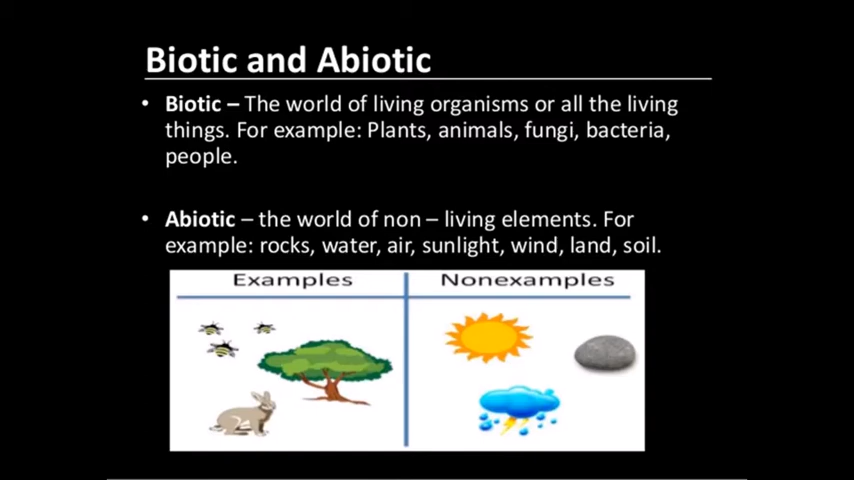 Biotic and Abiotic
• Biotic – The world of living organisms or all the living
things. For example: Plants, animals, fungi, bacteria,
people.
• Abiotic – the world of non – living elements. For
example: rocks, water, air, sunlight, wind, land, soil.
Examples
Nonexamples